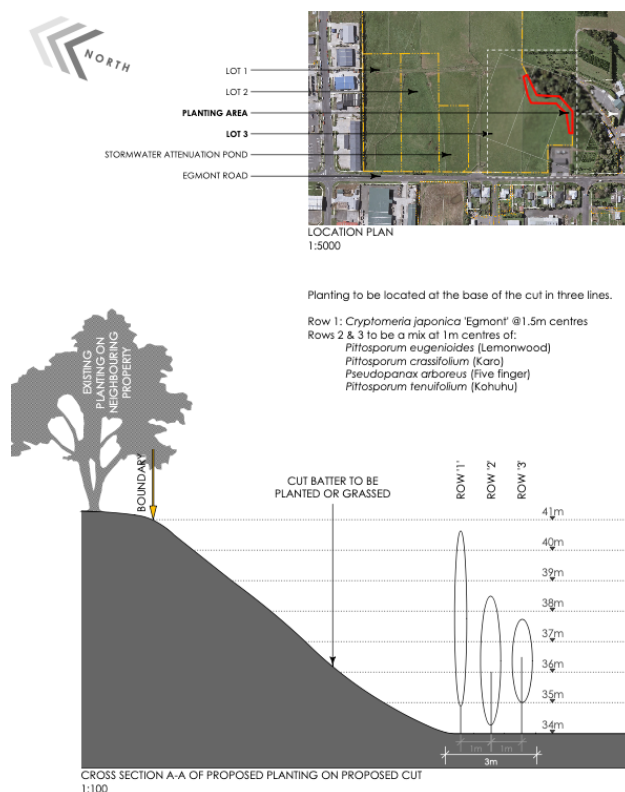 NORTH
LOT 1
LOT 2
PLANTING AREA
LOT 3
STORMWATER ATTENUATION POND
EGMONT ROAD
LOCATION PLAN
1:5000
Planting to be located at the base of the cut in three lines.
Row 1: Cryptomeria japonica 'Egmont' @1.5m centres
Rows 2 & 3 to be a mix at 1m centres of:
Pittosporum eugenioides (Lemonwood)
Pittosporum crassifolium (Karo)
Pseudopanax arboreus (Five finger)
Pittosporum tenuifolium (Kohuhu)
EXISTING
PLANTING ON
NEIGHBOURING
PROPERTY
BOUNDARY
CUT BATTER TO BE
PLANTED OR GRASSED
ROW '1'
ROW '2'
ROW '3'
41m
40m
39m
38m
37m
36m
35m
34m
1m
1m
3m
CROSS SECTION A-A OF PROPOSED PLANTING ON PROPOSED CUT
1:100